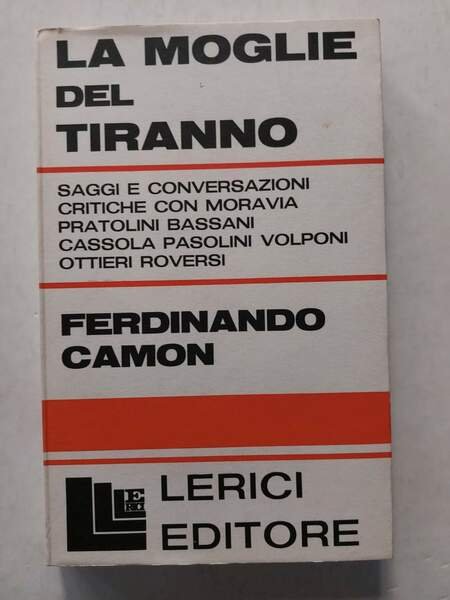 LA MOGLIE
DEL
TIRANNO
SAGGI E CONVERSAZIONI
CRITICHE CON MORAVIA
PRATOLINI BASSANI
CASSOLA PASOLINI VOLPONI
OTTIERI ROVERSI
FERDINANDO
CAMON
LERICI
EDITORE